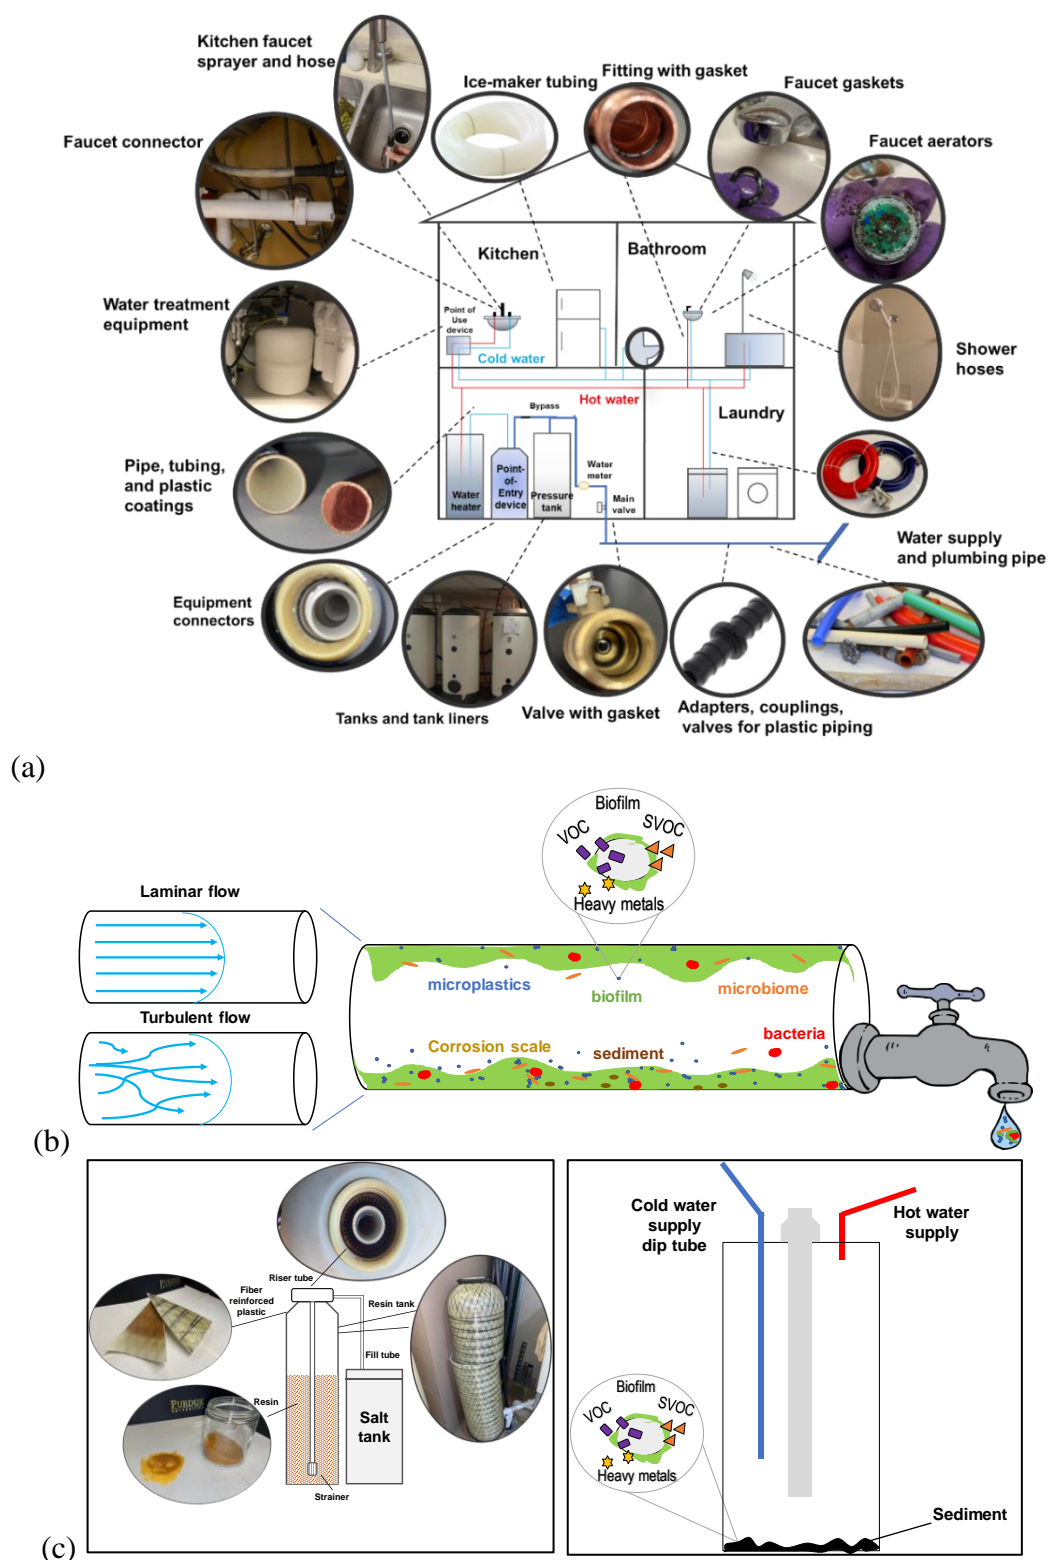 Kitchen faucet
sprayer and hose
Ice-maker tubing
Fitting with gasket
Faucet gaskets
Faucet connector
Faucet aerators
Kitchen
Bathroom
Water treatment
equipment
Point of
Use
device
Cold water
Shower
hoses
Hot water
Laundry
Bypass
Pipe, tubing,
and plastic
coatings
Water
heater
Point-
of-
Entry
device
Pressure
tank
Water
meter
Main
valve
Water supply
and plumbing pipe
Equipment
connectors
Tanks and tank liners
Valve with gasket
Adapters, couplings,
valves for plastic piping
(a)
Biofilm
VOC
SVOC
Heavy metals
Laminar flow
Turbulent flow
microplastics
biofilm
microbiome
Corrosion scale
sediment
bacteria
(b)
Riser tube
Fiber
reinforced
plastic
Resin tank
Fill tube
Resin
Salt
tank
Strainer
PURDUE
PURDUE
Cold water
supply
dip tube
Hot water
supply
Biofilm
VOC
SVOC
Heavy metals
Sediment
(c)